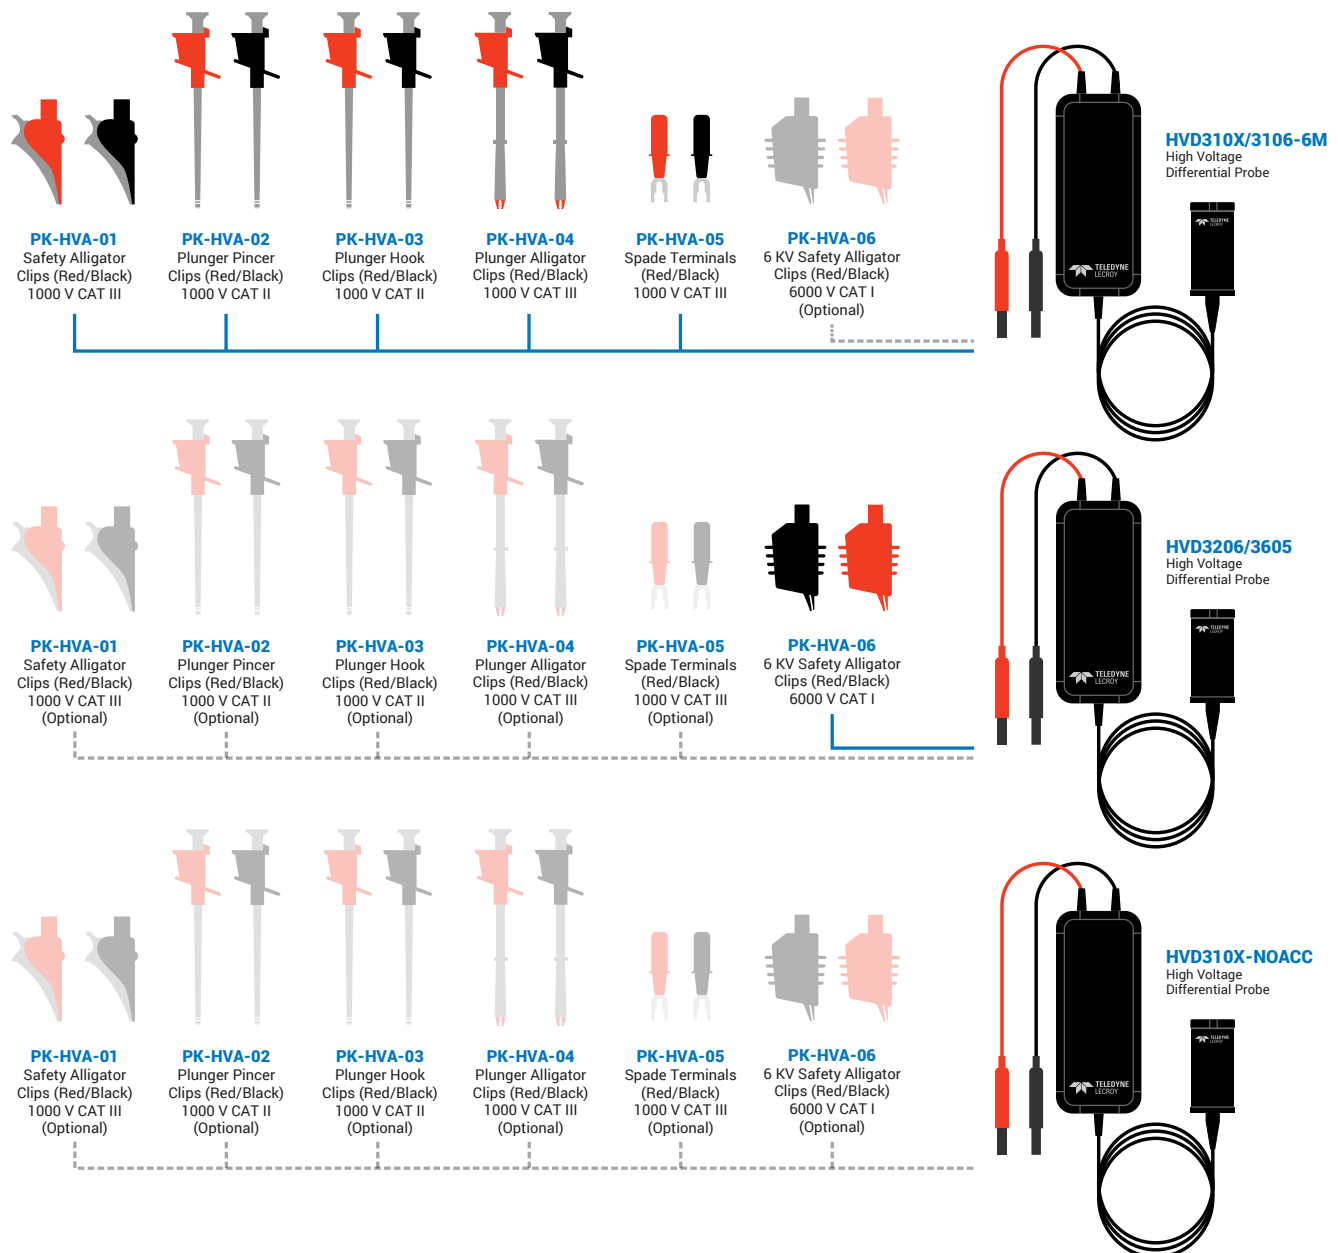 PK-HVA-01
Safety Alligator
Clips (Red/Black)
1000 V CAT III
PK-HVA-02
Plunger Pincer
Clips (Red/Black)
1000 V CAT II
PK-HVA-03
Plunger Hook
Clips (Red/Black)
1000 V CAT II
PK-HVA-04
Plunger Alligator
Clips (Red/Black)
1000 V CAT III
PK-HVA-05
Spade Terminals
(Red/Black)
1000 V CAT III
PK-HVA-06
6 KV Safety Alligator
Clips (Red/Black)
6000 V CAT I
(Optional)
TELEDYNE
LECROY
HVD310X/3106-6M
High Voltage
Differential Probe
TELEDYNE
LECROY
PK-HVA-01
Safety Alligator
Clips (Red/Black)
1000 V CAT III
(Optional)
PK-HVA-02
Plunger Pincer
Clips (Red/Black)
1000 V CAT II
(Optional)
PK-HVA-03
Plunger Hook
Clips (Red/Black)
1000 V CAT II
(Optional)
PK-HVA-04
Plunger Alligator
Clips (Red/Black)
1000 V CAT III
(Optional)
PK-HVA-05
Spade Terminals
(Red/Black)
1000 V CAT III
(Optional)
PK-HVA-06
6 KV Safety Alligator
Clips (Red/Black)
6000 V CAT I
TELEDYNE
LECROY
HVD3206/3605
High Voltage
Differential Probe
TELEDYNE
LECROY
PK-HVA-01
Safety Alligator
Clips (Red/Black)
1000 V CAT III
(Optional)
PK-HVA-02
Plunger Pincer
Clips (Red/Black)
1000 V CAT II
(Optional)
PK-HVA-03
Plunger Hook
Clips (Red/Black)
1000 V CAT II
(Optional)
PK-HVA-04
Plunger Alligator
Clips (Red/Black)
1000 V CAT III
(Optional)
PK-HVA-05
Spade Terminals
(Red/Black)
1000 V CAT III
(Optional)
PK-HVA-06
6 KV Safety Alligator
Clips (Red/Black)
6000 V CAT I
(Optional)
TELEDYNE
LECROY
HVD310X-NOACC
High Voltage
Differential Probe
TELEDYNE
LECROY